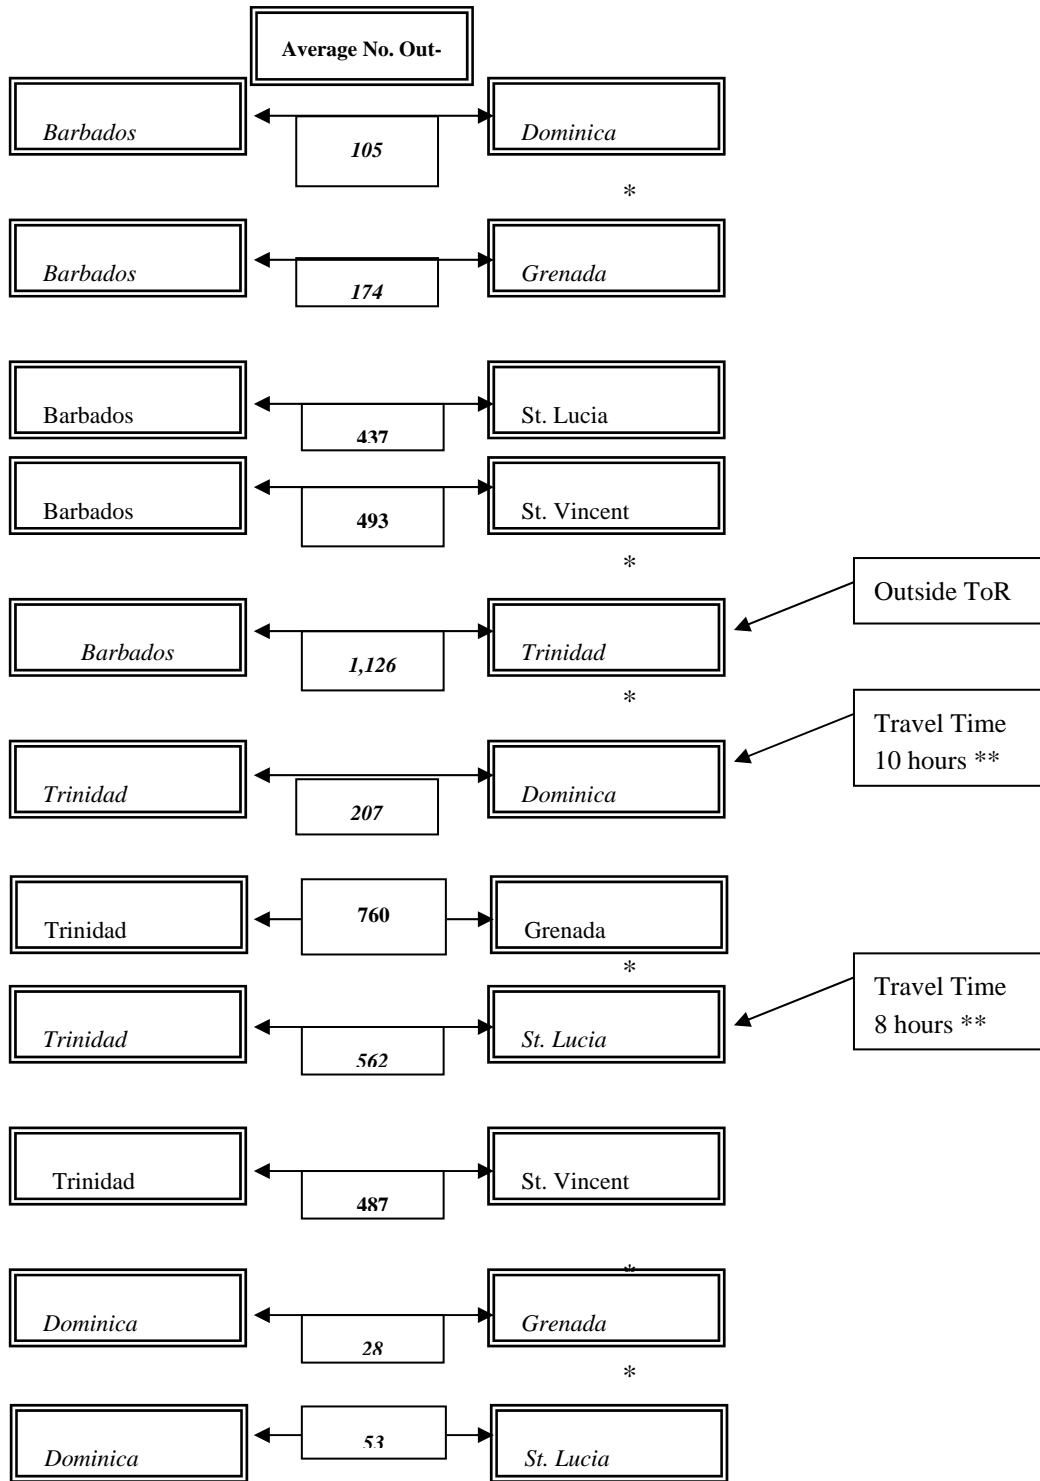 Average No. Out-
Barbados
105
Dominica
*
Barbados
174
Grenada
Barbados
437
St. Lucia
Barbados
493
St. Vincent
*
Outside ToR
Barbados
1,126
Trinidad
*
Travel Time
10 hours **
Trinidad
207
Dominica
Trinidad
760
Grenada
*
Travel Time
8 hours **
Trinidad
562
St. Lucia
Trinidad
487
St. Vincent
*
Dominica
28
Grenada
*
Dominica
53
St. Lucia